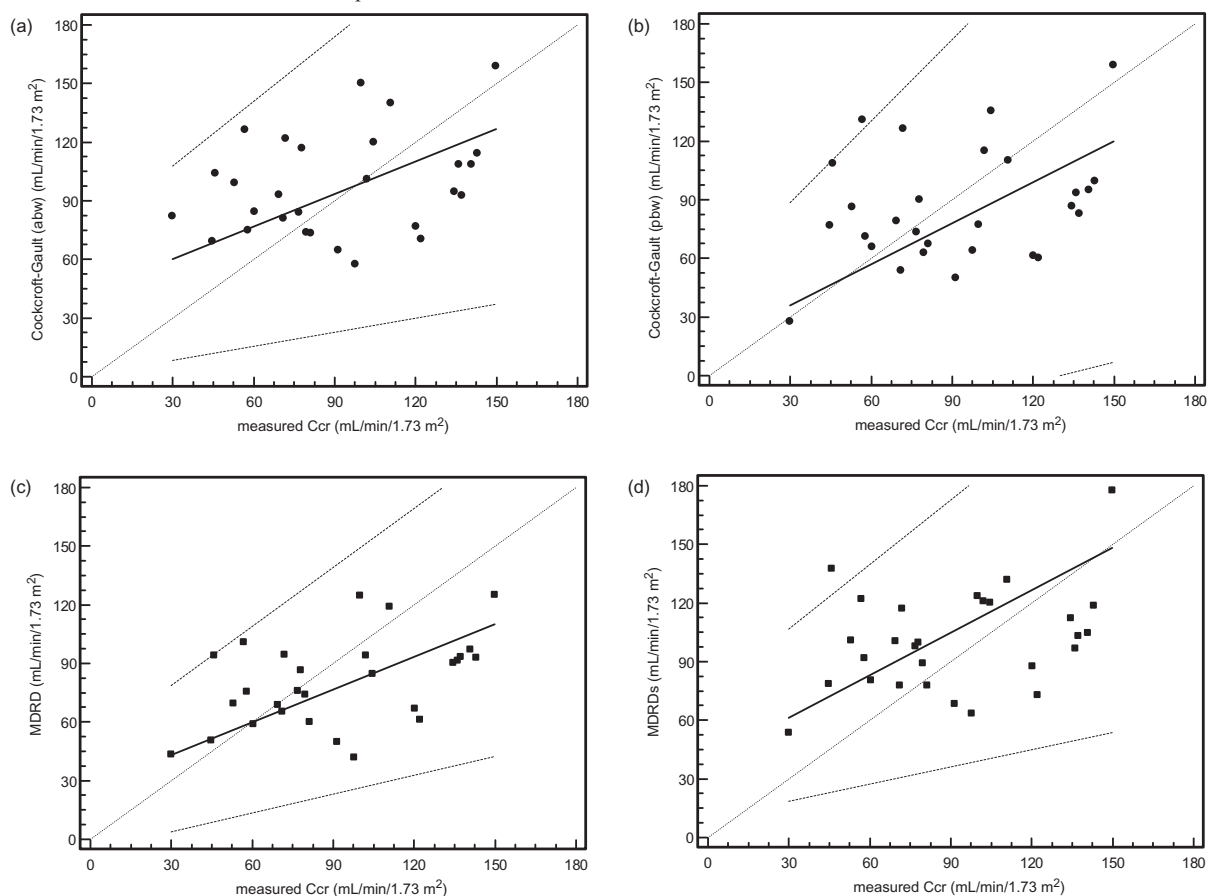 (a)
180
150
120
90
60
30
0
Cockcroft-Gault (abw) (mL/min/1.73 m²)
0 30 60 90 120 150 180
measured Ccr (mL/min/1.73 m²)
(b)
180
150
120
90
60
30
0
Cockcroft-Gault (pbw) (mL/min/1.73 m²)
0 30 60 90 120 150 180
measured Ccr (mL/min/1.73 m²)
(c)
180
150
120
90
60
30
0
MDRD (mL/min/1.73 m²)
0 30 60 90 120 150 180
measured Ccr (mL/min/1.73 m²)
(d)
180
150
120
90
60
30
0
MDRDs (mL/min/1.73 m²)
0 30 60 90 120 150 180
measured Ccr (mL/min/1.73 m²)